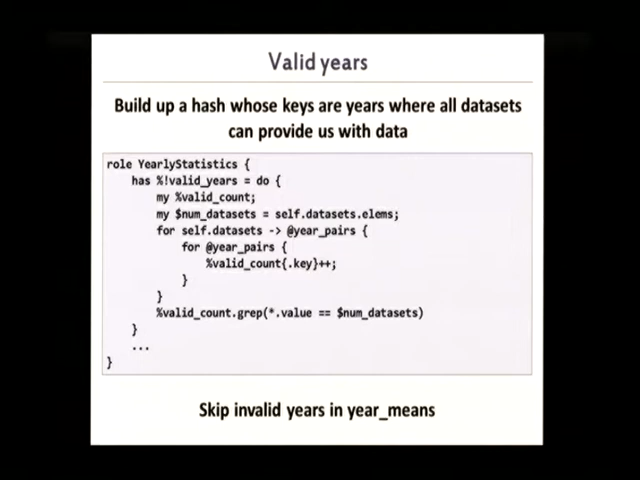 Valid years
Build up a hash whose keys are years where all datasets
can provide us with data
role YearlyStatistics {
    has %!valid_years = do {
        my %valid_count;
        my $num_datasets = self.datasets.elems;
        for self.datasets -> @year_pairs {
            for @year_pairs {
                %valid_count{.key}++;
            }
        }
        %valid_count.grep(*.value == $num_datasets)
    }
    ...
}
Skip invalid years in year_means